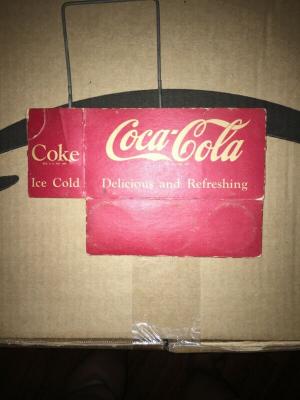 Coca-Cola
Coke
Ice Cold
Delicious and Refreshing